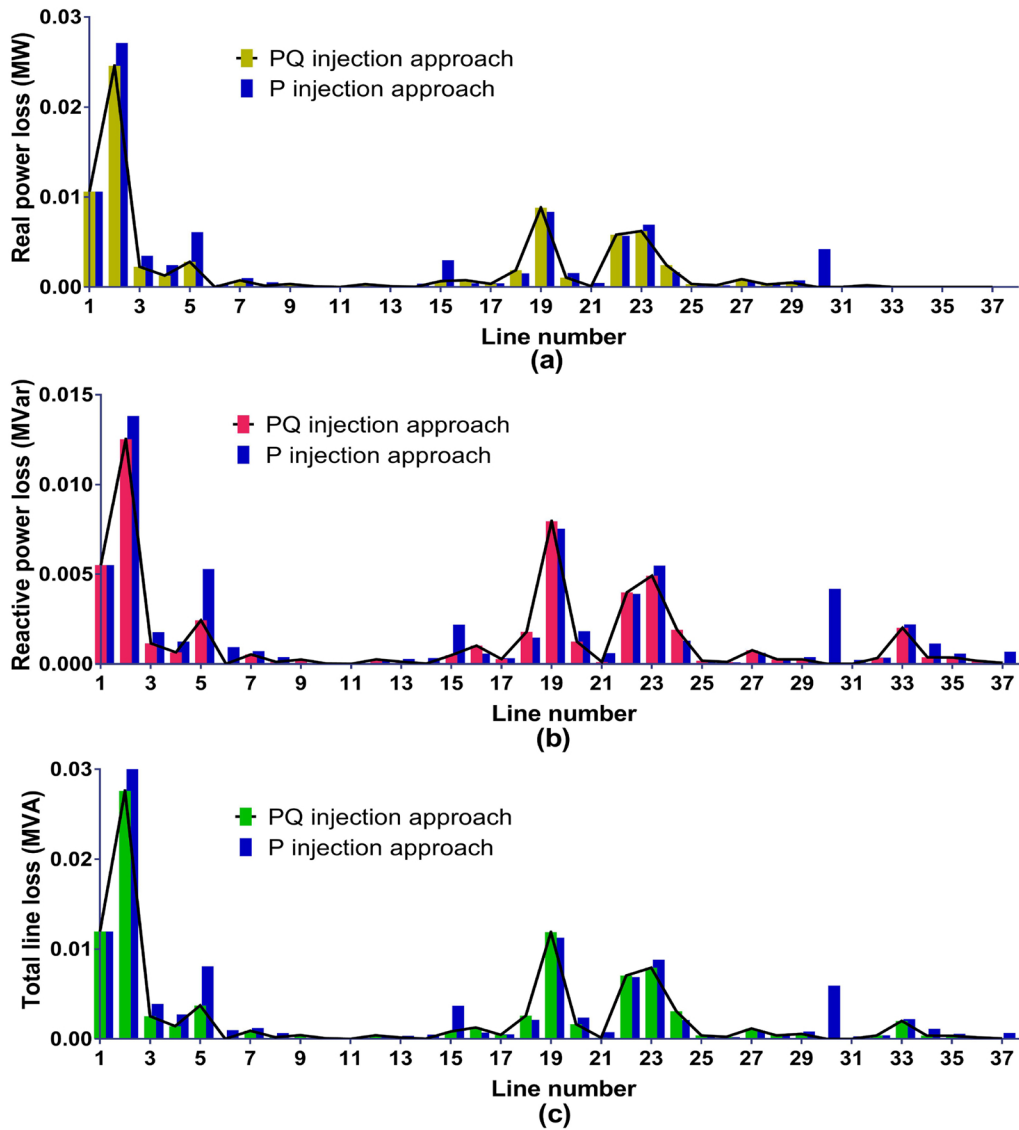 Real power loss (MW)
0.03
0.02
0.01
0.00
PQ injection approach
P injection approach
1 3 5 7 9 11 13 15 17 19 21 23 25 27 29 31 33 35 37
Line number
(a)
Reactive power loss (MVar)
0.015
0.010
0.005
0.000
PQ injection approach
P injection approach
1 3 5 7 9 11 13 15 17 19 21 23 25 27 29 31 33 35 37
Line number
(b)
Total line loss (MVA)
0.03
0.02
0.01
0.00
PQ injection approach
P injection approach
1 3 5 7 9 11 13 15 17 19 21 23 25 27 29 31 33 35 37
Line number
(c)